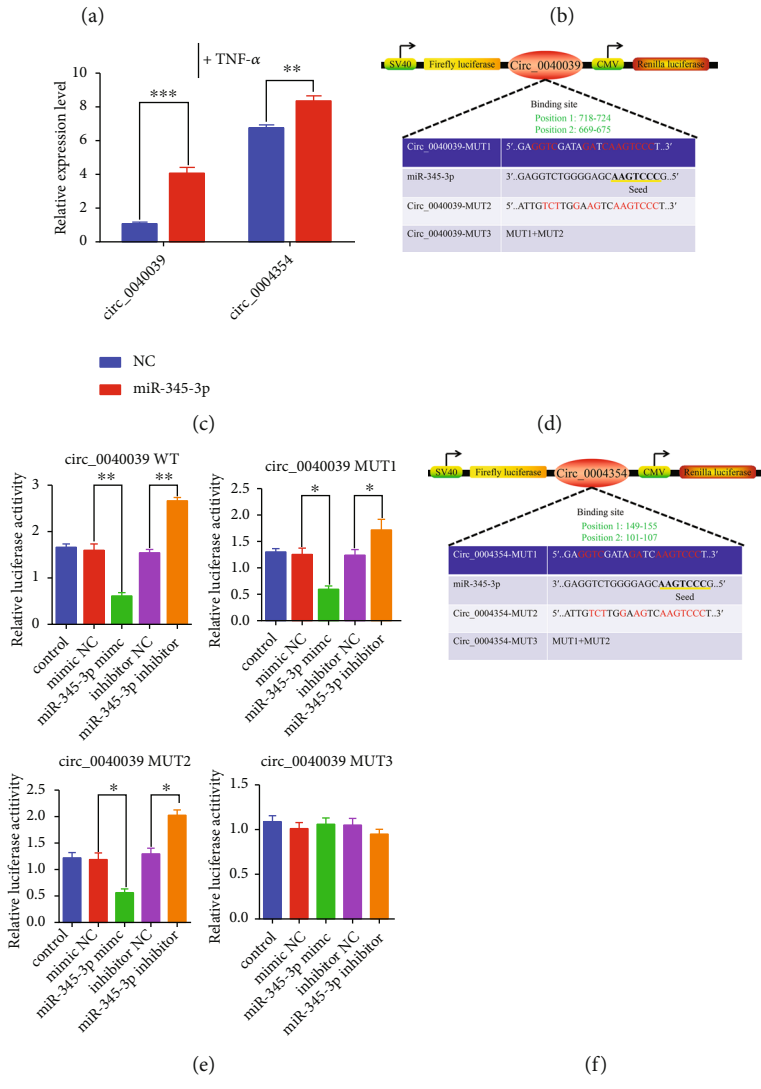 (a)
(b)
+ TNF-α
Relative expression level
10
8
6
4
2
0
***
**
circ_0040039
circ_0004354
NC
miR-345-3p
SV40
Firefly luciferase
Circ_0040039
CMV
Renilla luciferase
Binding site
Position 1: 718-724
Position 2: 669-675
Circ_0040039-MUT1 5′..GAGGTCGATAGATCAAGTCCCT..3′
miR-345-3p 3′..GAGGTCTGGGGAGCAAGTCCCG..5′
Seed
Circ_0040039-MUT2 5′..ATTGTCTTGGAAGTCAAGTCCCT..3′
Circ_0040039-MUT3 MUT1+MUT2
(c)
(d)
circ_0040039 WT
Relative luciferase actitivity
3
2
1
0
**
**
control
mimic NC
miR-345-3p mimc
inhibitor NC
miR-345-3p inhibitor
circ_0040039 MUT1
Relative luciferase actitivity
2.5
2.0
1.5
1.0
0.5
0.0
*
*
control
mimic NC
miR-345-3p mimc
inhibitor NC
miR-345-3p inhibitor
SV40
Firefly luciferase
Circ_0004354
CMV
Renilla luciferase
Binding site
Position 1: 149-155
Position 2: 101-107
Circ_0004354-MUT1 5′..GAGGTCGATAGATCAAGTCCCT..3′
miR-345-3p 3′..GAGGTCTGGGGAGCAAGTCCCG..5′
Seed
Circ_0004354-MUT2 5′..ATTGTCTTGGAAGTCAAGTCCCT..3′
Circ_0004354-MUT3 MUT1+MUT2
circ_0040039 MUT2
Relative luciferase actitivity
2.5
2.0
1.5
1.0
0.5
0.0
*
*
control
mimic NC
miR-345-3p mimc
inhibitor NC
miR-345-3p inhibitor
circ_0040039 MUT3
Relative luciferase actitivity
1.5
1.0
0.5
0.0
control
mimic NC
miR-345-3p mimc
inhibitor NC
miR-345-3p inhibitor
(e)
(f)